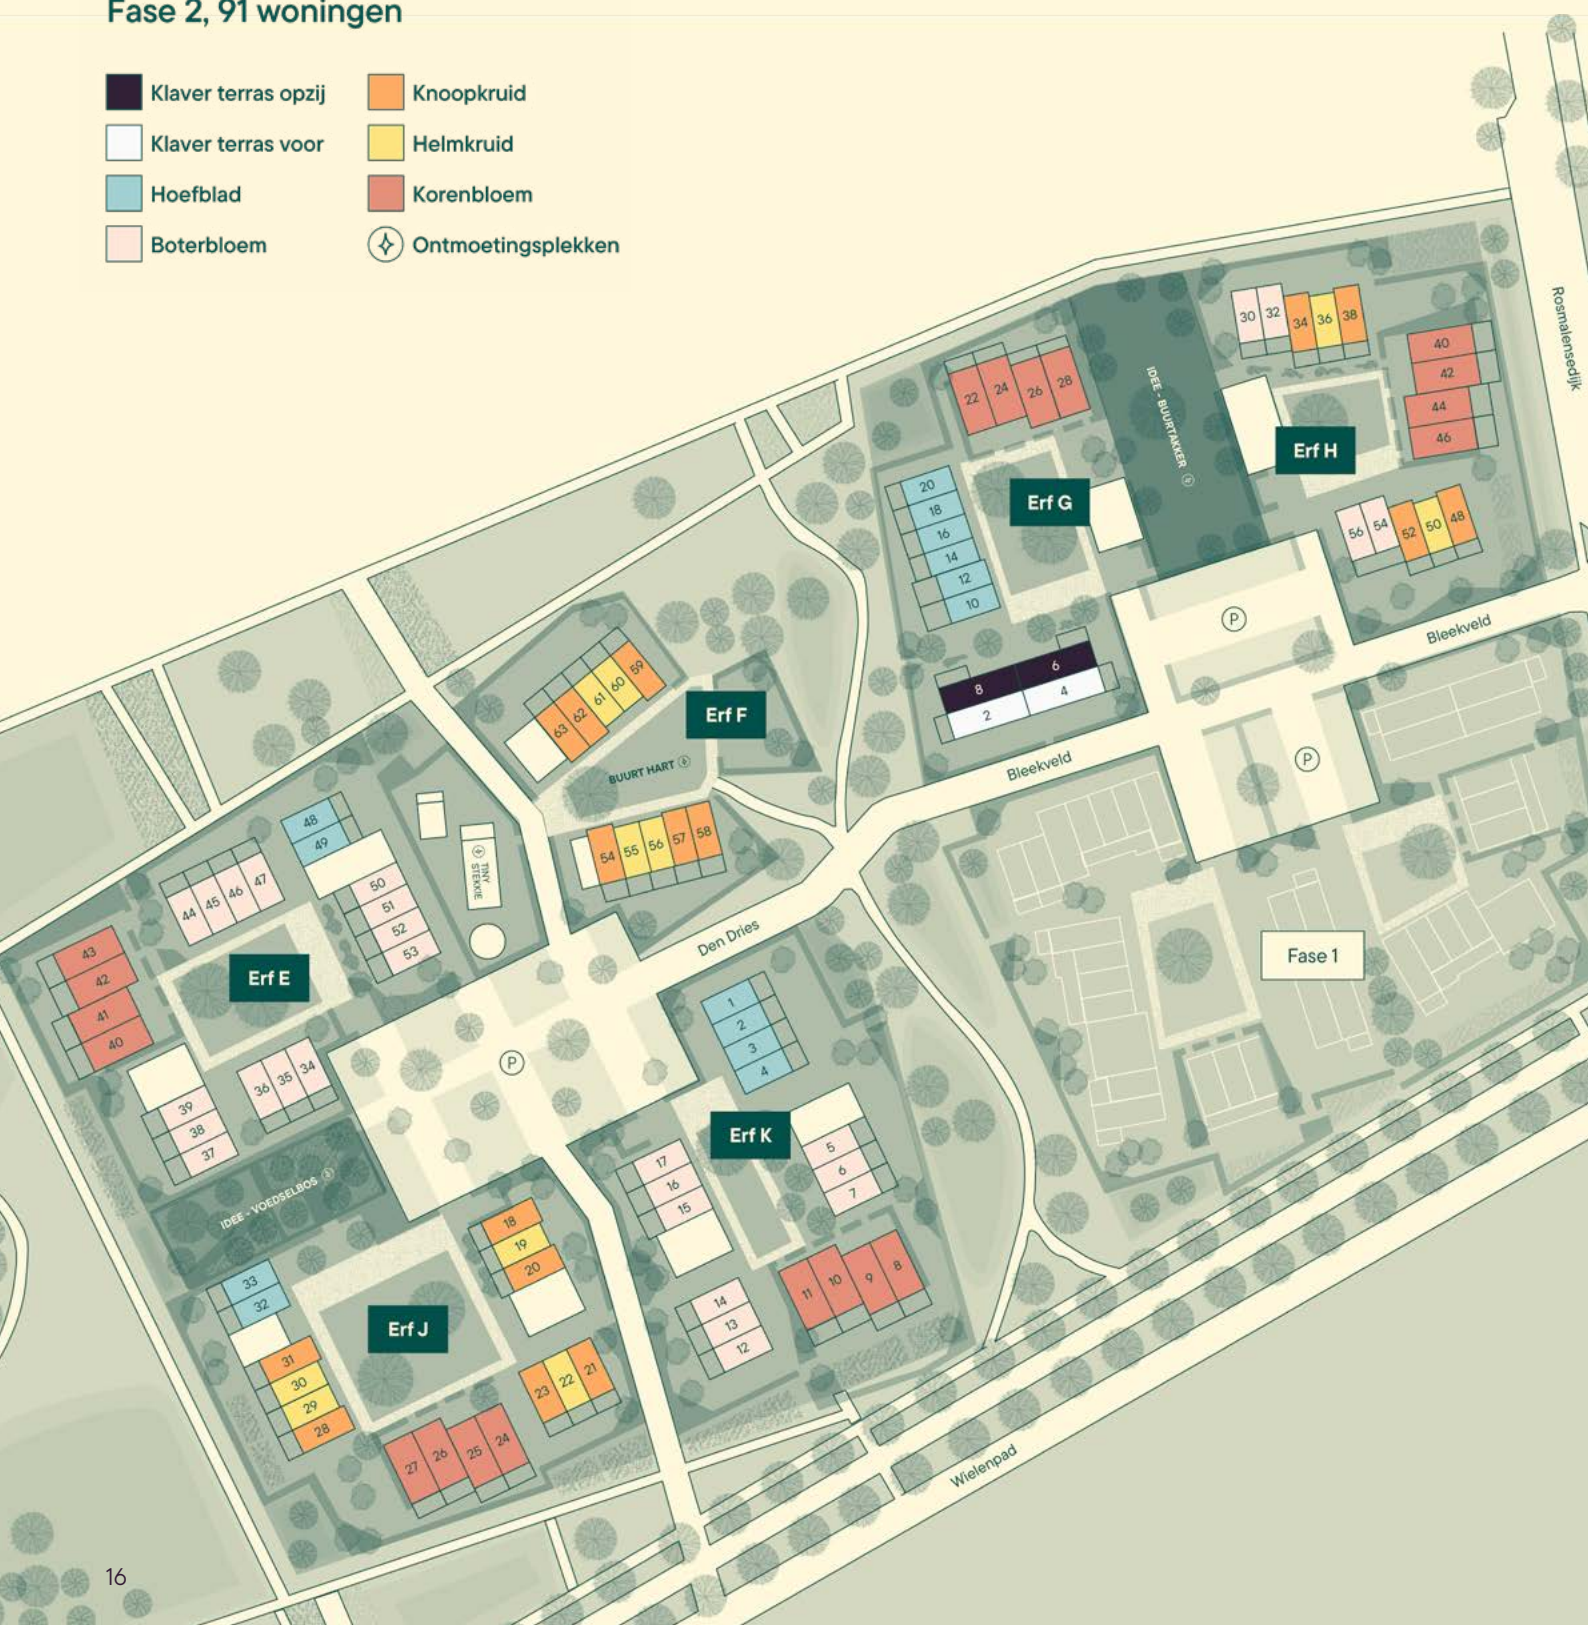 Fase 2, 91 woningen
Klaver terras opzij
Knoopkruid
Klaver terras voor
Helmkruid
Hoefblad
Korenbloem
Boterbloem
Ontmoetingsplekken
Rosmalensedijk
30 32 34 36 38
40
42
44
46
Erf H
IDEE - BUURTAKKER
22 24 26 28
20
18
16
14
12
10
Erf G
56 54 52 50 48
P
Bleekveld
8 6
2 4
Bleekveld
P
63 62 61 60 59
Erf F
BUURT HART
54 55 56 57 58
TINY
STEKKIE
48
49
50
51
52
53
44 45 46 47
43
42
41
40
Erf E
39
38
37
36 35 34
Den Dries
P
Fase 1
1
2
3
4
Erf K
5
6
7
17
16
15
14
13
12
11 10 9 8
IDEE - VOEDSELBOS
18
19
20
33
32
31
30
29
28
Erf J
23 22 21
27 26 25 24
Wielenpad
16